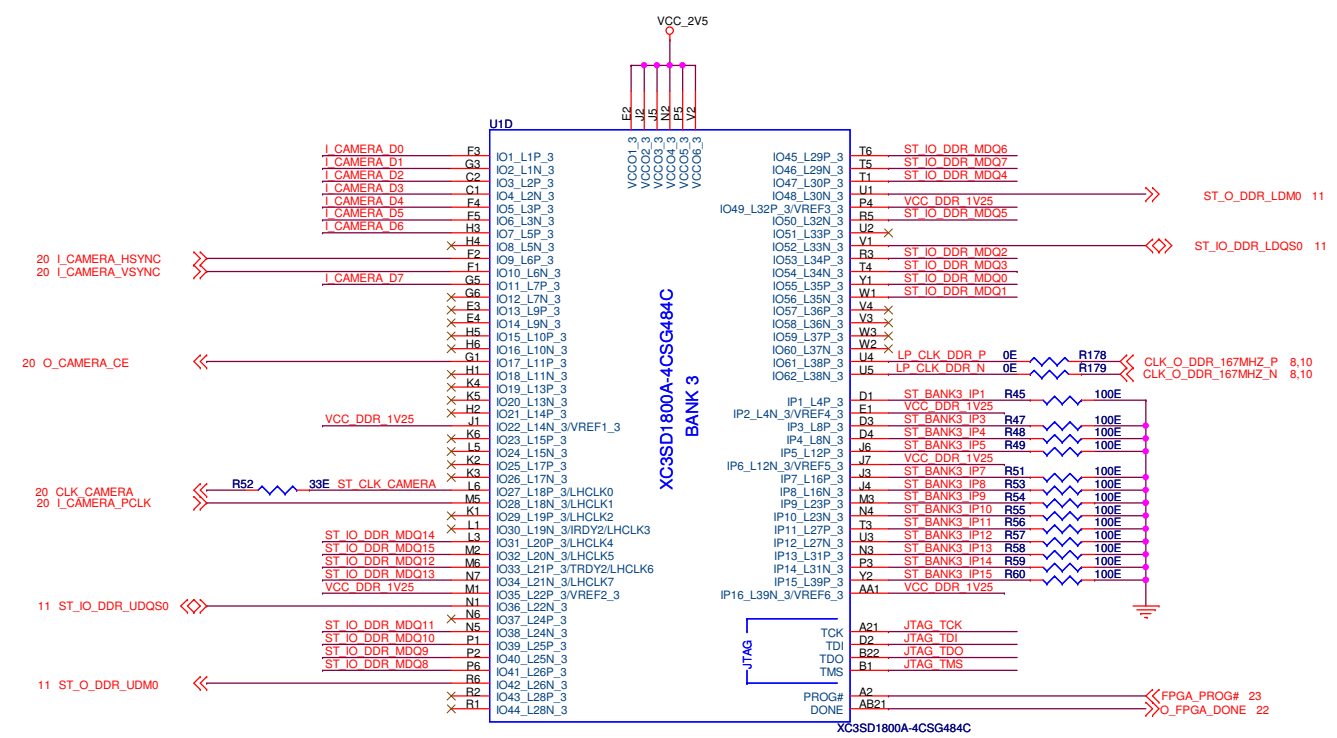 VCC_2V5
E2 J2 J5 N2 P5 V2
U1D
VCCO1_3 VCCO2_3 VCCO3_3 VCCO4_3 VCCO5_3 VCCO6_3
I_CAMERA_D0 F3 IO1_L1P_3
I_CAMERA_D1 G3 IO2_L1N_3
I_CAMERA_D2 C2 IO3_L2P_3
I_CAMERA_D3 C1 IO4_L2N_3
I_CAMERA_D4 F4 IO5_L3P_3
I_CAMERA_D5 F5 IO6_L3N_3
I_CAMERA_D6 H3 IO7_L5P_3
H4 IO8_L5N_3
20 I_CAMERA_HSYNC F2 IO9_L6P_3
20 I_CAMERA_VSYNC F1 IO10_L6N_3
I_CAMERA_D7 G5 IO11_L7P_3
G6 IO12_L7N_3
E3 IO13_L9P_3
E4 IO14_L9N_3
H5 IO15_L10P_3
H6 IO16_L10N_3
20 O_CAMERA_CE G1 IO17_L11P_3
H1 IO18_L11N_3
K4 IO19_L13P_3
K5 IO20_L13N_3
H2 IO21_L14P_3
VCC_DDR_1V25 J1 IO22_L14N_3/VREF1_3
K6 IO23_L15P_3
L5 IO24_L15N_3
K2 IO25_L17P_3
K3 IO26_L17N_3
20 CLK_CAMERA R52 33E ST_CLK_CAMERA L6 IO27_L18P_3/LHCLK0
20 I_CAMERA_PCLK M5 IO28_L18N_3/LHCLK1
K1 IO29_L19P_3/LHCLK2
L1 IO30_L19N_3/IRDY2/LHCLK3
ST_IO_DDR_MDQ14 L3 IO31_L20P_3/LHCLK4
ST_IO_DDR_MDQ15 M2 IO32_L20N_3/LHCLK5
ST_IO_DDR_MDQ12 M6 IO33_L21P_3/TRDY2/LHCLK6
ST_IO_DDR_MDQ13 N7 IO34_L21N_3/LHCLK7
VCC_DDR_1V25 M1 IO35_L22P_3/VREF2_3
11 ST_IO_DDR_UDQS0 N1 IO36_L22N_3
N6 IO37_L24P_3
ST_IO_DDR_MDQ11 N5 IO38_L24N_3
ST_IO_DDR_MDQ10 P1 IO39_L25P_3
ST_IO_DDR_MDQ9 P2 IO40_L25N_3
ST_IO_DDR_MDQ8 P6 IO41_L26P_3
11 ST_O_DDR_UDM0 R6 IO42_L26N_3
R2 IO43_L28P_3
R1 IO44_L28N_3
XC3SD1800A-4CSG484C
BANK 3
IO45_L29P_3 T6 ST_IO_DDR_MDQ6
IO46_L29N_3 T5 ST_IO_DDR_MDQ7
IO47_L30P_3 T1 ST_IO_DDR_MDQ4
IO48_L30N_3 U1 ST_O_DDR_LDM0 11
IO49_L32P_3/VREF3_3 P4 VCC_DDR_1V25
IO50_L32N_3 R5 ST_IO_DDR_MDQ5
IO51_L33P_3 U2
IO52_L33N_3 V1 ST_IO_DDR_LDQS0 11
IO53_L34P_3 R3 ST_IO_DDR_MDQ2
IO54_L34N_3 T4 ST_IO_DDR_MDQ3
IO55_L35P_3 Y1 ST_IO_DDR_MDQ0
IO56_L35N_3 W1 ST_IO_DDR_MDQ1
IO57_L36P_3 V4
IO58_L36N_3 V3
IO59_L37P_3 W3
IO60_L37N_3 W2
IO61_L38P_3 U4 LP_CLK_DDR_P 0E R178 CLK_O_DDR_167MHZ_P 8,10
IO62_L38N_3 U5 LP_CLK_DDR_N 0E R179 CLK_O_DDR_167MHZ_N 8,10
IP1_L4P_3 D1 ST_BANK3_IP1 R45 100E
IP2_L4N_3/VREF4_3 E1 VCC_DDR_1V25
IP3_L8P_3 D3 ST_BANK3_IP3 R47 100E
IP4_L8N_3 D4 ST_BANK3_IP4 R48 100E
IP5_L12P_3 J6 ST_BANK3_IP5 R49 100E
IP6_L12N_3/VREF5_3 J7 VCC_DDR_1V25
IP7_L16P_3 J3 ST_BANK3_IP7 R51 100E
IP8_L16N_3 J4 ST_BANK3_IP8 R53 100E
IP9_L23P_3 M3 ST_BANK3_IP9 R54 100E
IP10_L23N_3 N4 ST_BANK3_IP10 R55 100E
IP11_L27P_3 T3 ST_BANK3_IP11 R56 100E
IP12_L27N_3 U3 ST_BANK3_IP12 R57 100E
IP13_L31P_3 N3 ST_BANK3_IP13 R58 100E
IP14_L31N_3 P3 ST_BANK3_IP14 R59 100E
IP15_L39P_3 Y2 ST_BANK3_IP15 R60 100E
IP16_L39N_3/VREF6_3 AA1 VCC_DDR_1V25
JTAG
TCK A21 JTAG_TCK
TDI D2 JTAG_TDI
TDO B22 JTAG_TDO
TMS B1 JTAG_TMS
PROG# A2 FPGA_PROG# 23
DONE AB21 O_FPGA_DONE 22
XC3SD1800A-4CSG484C